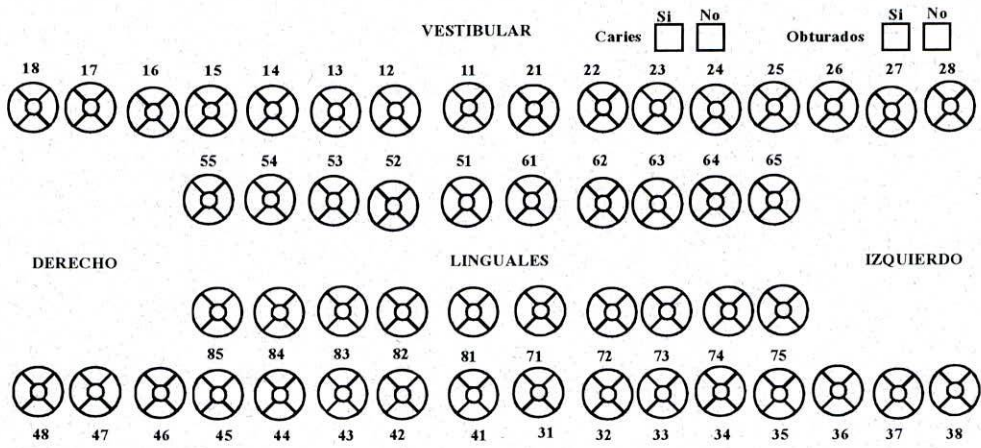 Si No Si No
VESTIBULAR Caries Obturados
18 17 16 15 14 13 12 11 21 22 23 24 25 26 27 28
55 54 53 52 51 61 62 63 64 65
DERECHO LINGUALES IZQUIERDO
85 84 83 82 81 71 72 73 74 75
48 47 46 45 44 43 42 41 31 32 33 34 35 36 37 38